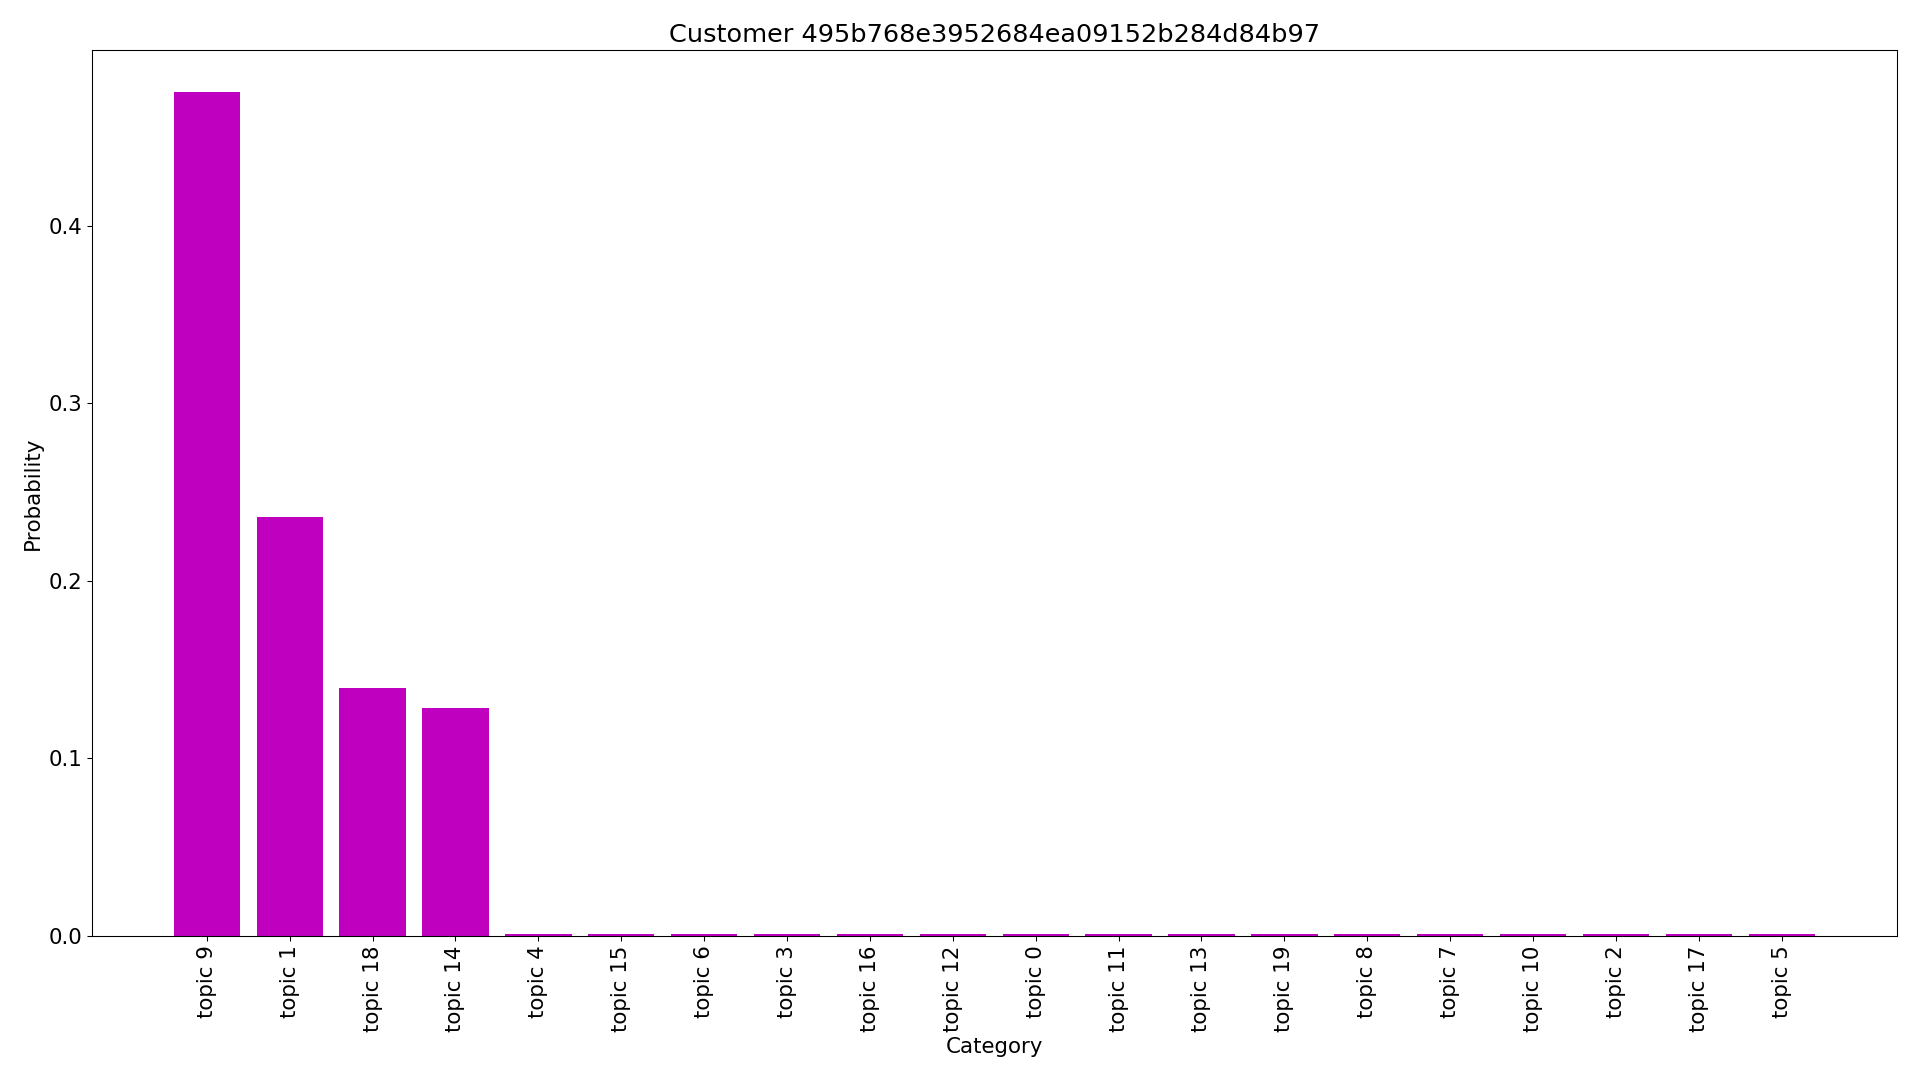 Customer 495b768e3952684ea09152b284d84b97
Probability
0.4
0.3
0.2
0.1
0.0
topic 9
topic 1
topic 18
topic 14
topic 4
topic 15
topic 6
topic 3
topic 16
topic 12
topic 0
topic 11
topic 13
topic 19
topic 8
topic 7
topic 10
topic 2
topic 17
topic 5
Category